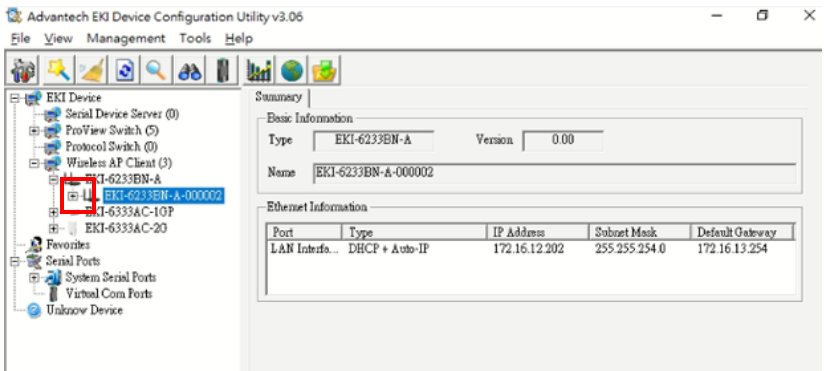 Advantech EKI Device Configuration Utility v3.06
File View Management Tools Help
EKI Device
Serial Device Server (0)
ProView Switch (5)
Protocol Switch (0)
Wireless AP Client (3)
EKI-6233BN-A
EKI-6233BN-A-000002
EKI-6333AC-1GP
EKI-6333AC-2G
Favorites
Serial Ports
System Serial Ports
Virtual Com Ports
Unknow Device
Summary
Basic Information
Type EKI-6233BN-A Version 0.00
Name EKI-6233BN-A-000002
Ethernet Information
Port Type IP Address Subnet Mask Default Gateway
LAN Interfa... DHCP + Auto-IP 172.16.12.202 255.255.254.0 172.16.13.254